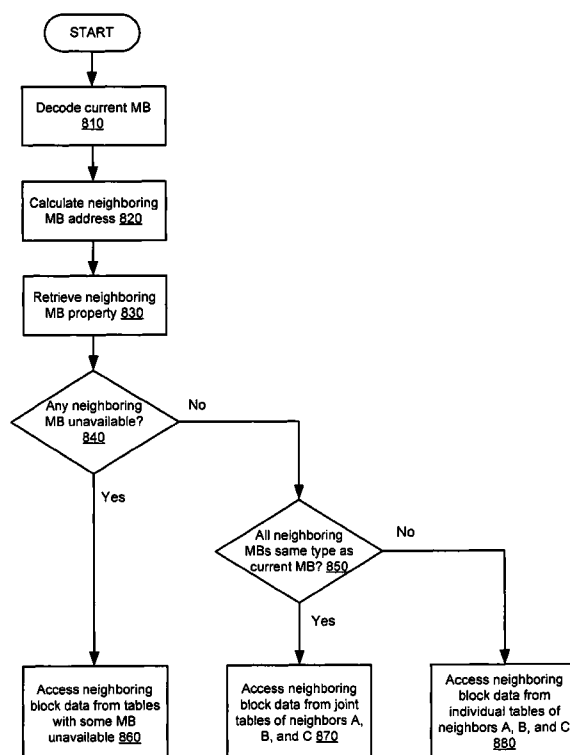 START
Decode current MB
810
Calculate neighboring
MB address 820
Retrieve neighboring
MB property 830
Any neighboring
MB unavailable?
840
No
Yes
All neighboring
MBs same type as
current MB? 850
No
Yes
Access neighboring
block data from tables
with some MB
unavailable 860
Access neighboring
block data from joint
tables of neighbors A,
B, and C 870
Access neighboring
block data from
individual tables of
neighbors A, B, and C
880